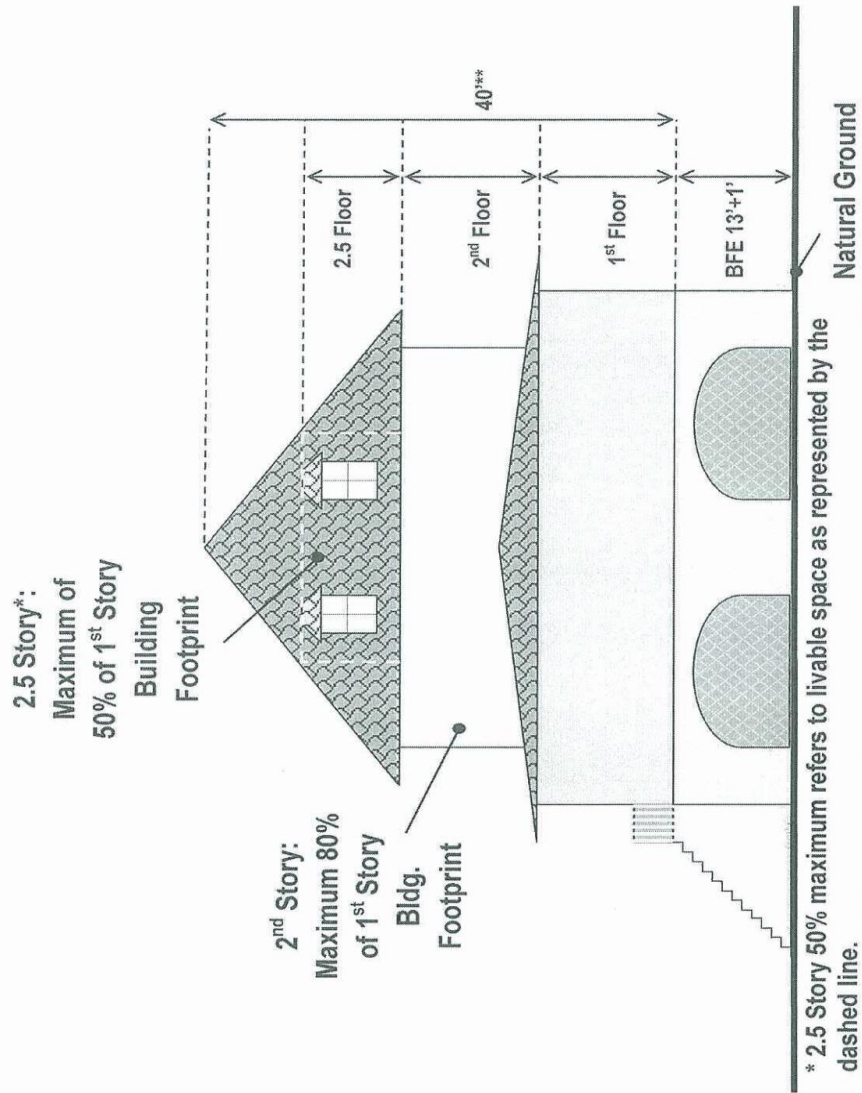 2.5 Story*:
Maximum of
50% of 1st Story
Building
Footprint
2nd Story:
Maximum 80%
of 1st Story
Bldg.
Footprint
40'**
2.5 Floor
2nd Floor
1st Floor
BFE 13'+1'
Natural Ground
* 2.5 Story 50% maximum refers to livable space as represented by the
dashed line.